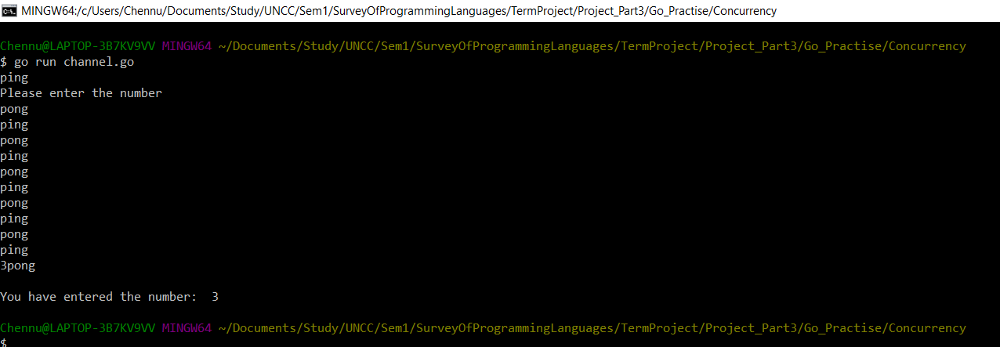 MINGW64:/c/Users/Chennu/Documents/Study/UNCC/Sem1/SurveyOfProgrammingLanguages/TermProject/Project_Part3/Go_Practise/Concurrency
Chennu@LAPTOP-3B7KV9VV MINGW64 ~/Documents/Study/UNCC/Sem1/SurveyOfProgrammingLanguages/TermProject/Project_Part3/Go_Practise/Concurrency
$ go run channel.go
ping
Please enter the number
pong
ping
pong
ping
pong
ping
pong
ping
pong
ping
3pong
You have entered the number:  3
Chennu@LAPTOP-3B7KV9VV MINGW64 ~/Documents/Study/UNCC/Sem1/SurveyOfProgrammingLanguages/TermProject/Project_Part3/Go_Practise/Concurrency
$